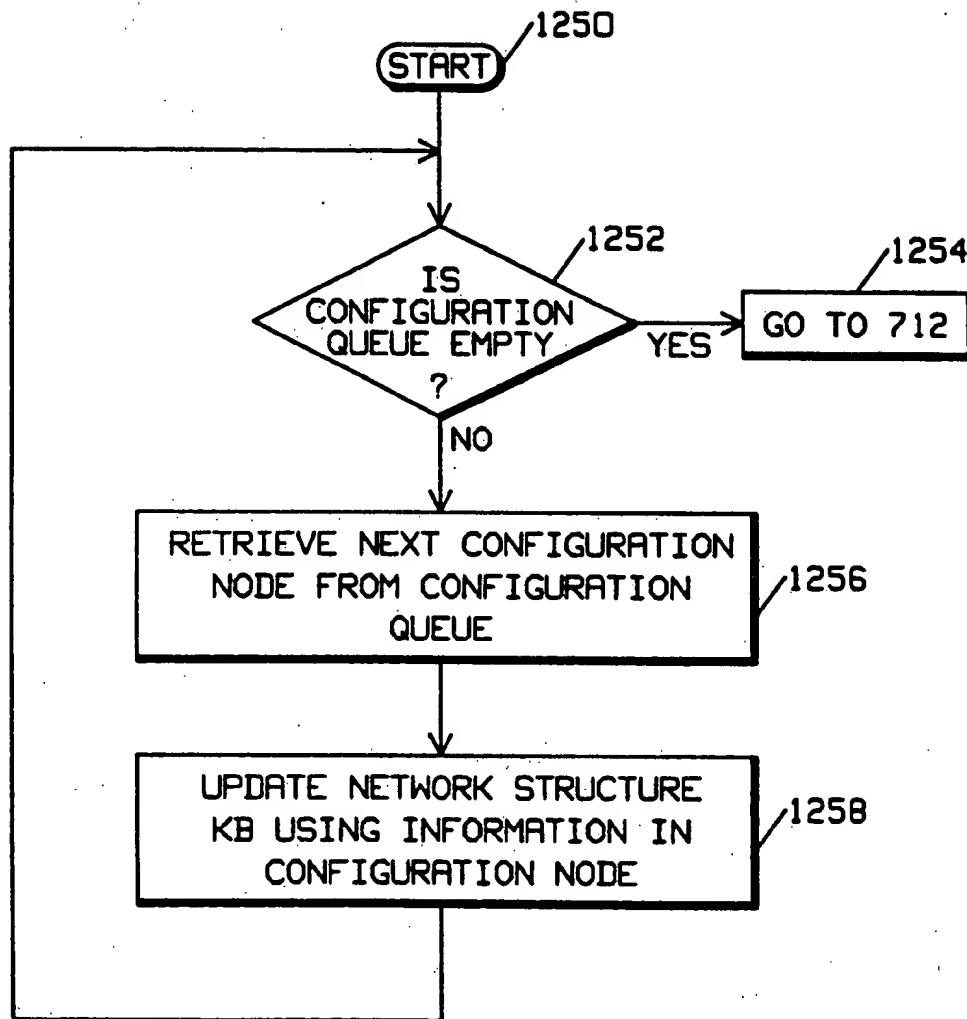 1250
START
1252
1254
IS
CONFIGURATION
QUEUE EMPTY
?
YES
GO TO 712
NO
RETRIEVE NEXT CONFIGURATION
NODE FROM CONFIGURATION
QUEUE
1256
UPDATE NETWORK STRUCTURE
KB USING INFORMATION IN
CONFIGURATION NODE
1258